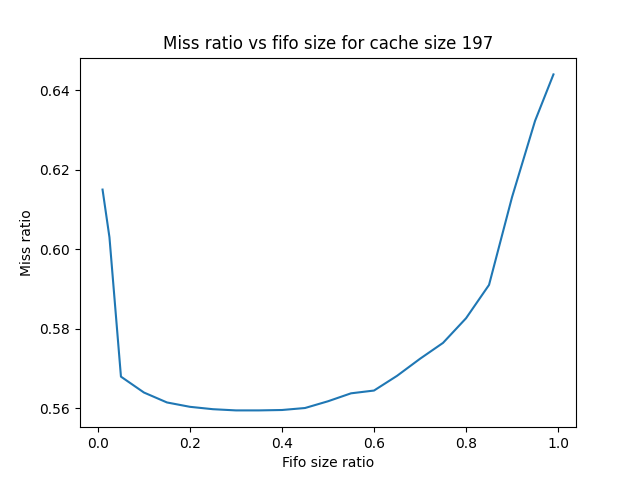 Miss ratio vs fifo size for cache size 197
Miss ratio
0.64
0.62
0.60
0.58
0.56
0.0 0.2 0.4 0.6 0.8 1.0
Fifo size ratio